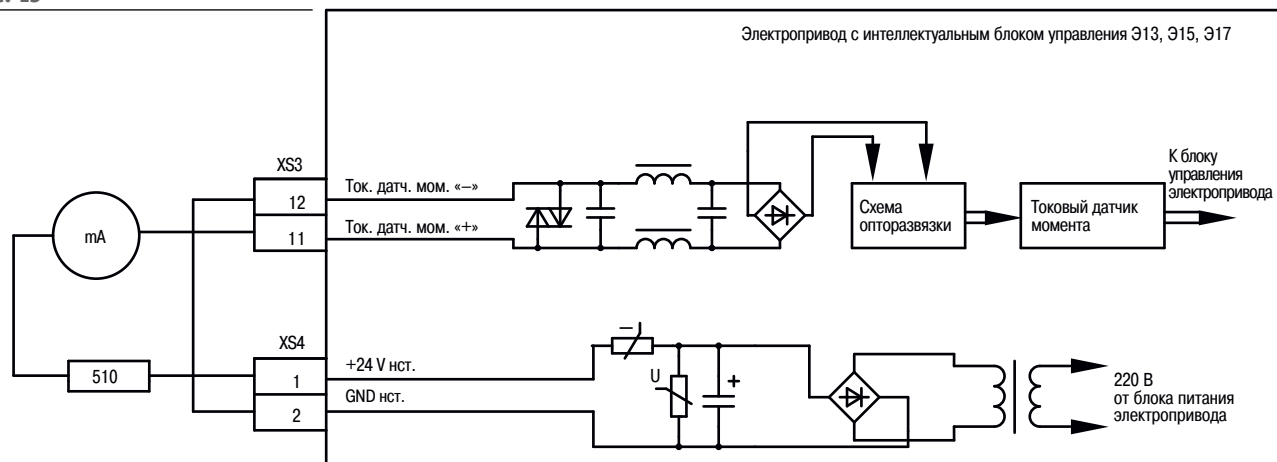 Электропривод с интеллектуальным блоком управления Э13, Э15, Э17
XS3
12
11
Ток. датч. мом. «–»
Ток. датч. мом. «+»
mA
Схема
опторазвязки
Токовый датчик
момента
К блоку
управления
электропривода
XS4
1
2
+24 V нст.
GND нст.
510
–
U
+
220 В
от блока питания
электропривода